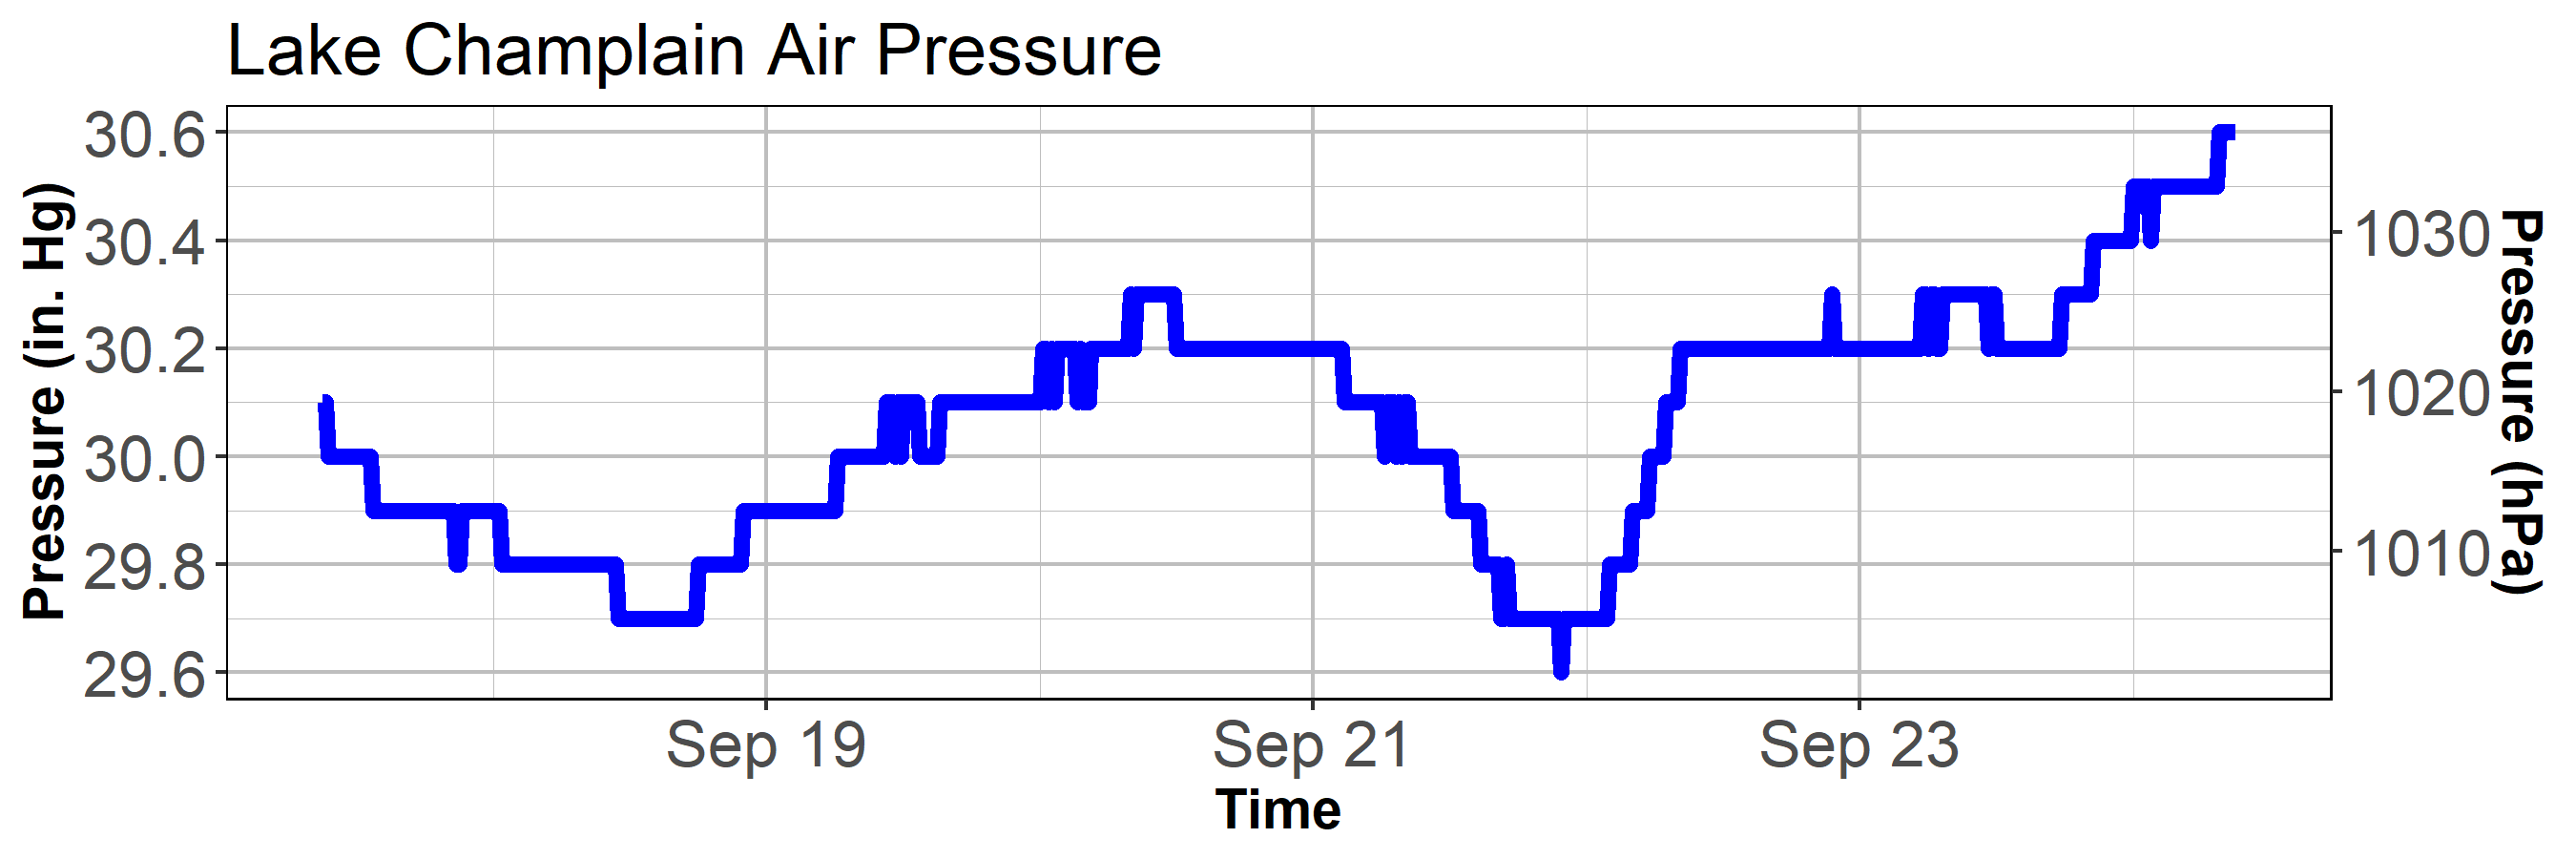 Lake Champlain Air Pressure
Pressure (in. Hg)
30.6
30.4
30.2
30.0
29.8
29.6
1030
1020
1010
Pressure (hPa)
Sep 19 Sep 21 Sep 23
Time